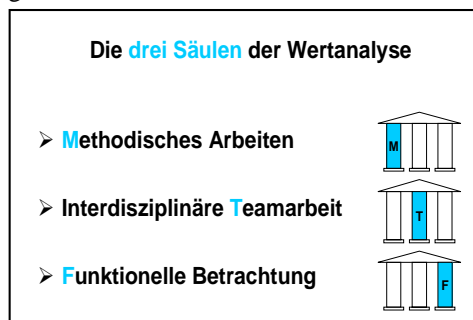 Die drei Säulen der Wertanalyse
➢ Methodisches Arbeiten
M
➢ Interdisziplinäre Teamarbeit
T
➢ Funktionelle Betrachtung
F